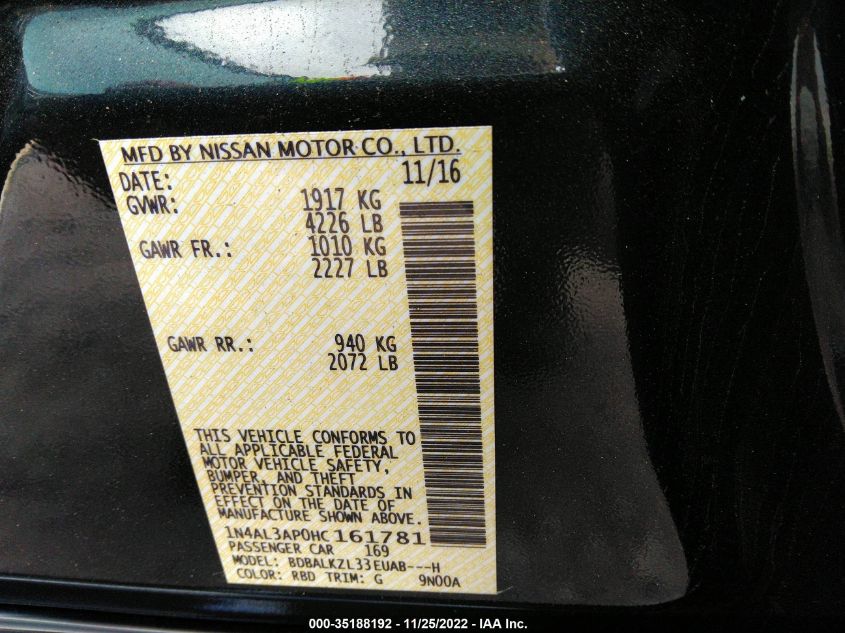 MFD BY NISSAN MOTOR CO., LTD.
DATE: 11/16
GVWR: 1917 KG
4226 LB
GAWR FR.: 1010 KG
2227 LB
GAWR RR.: 940 KG
2072 LB
THIS VEHICLE CONFORMS TO
ALL APPLICABLE FEDERAL
MOTOR VEHICLE SAFETY,
BUMPER, AND THEFT
PREVENTION STANDARDS IN
EFFECT ON THE DATE OF
MANUFACTURE SHOWN ABOVE.
1N4AL3AP0HC161781
PASSENGER CAR 169
MODEL: BDBALKZL33EUAB---H
COLOR: RBD TRIM: G 9N00A
000-35188192 - 11/25/2022 - IAA Inc.